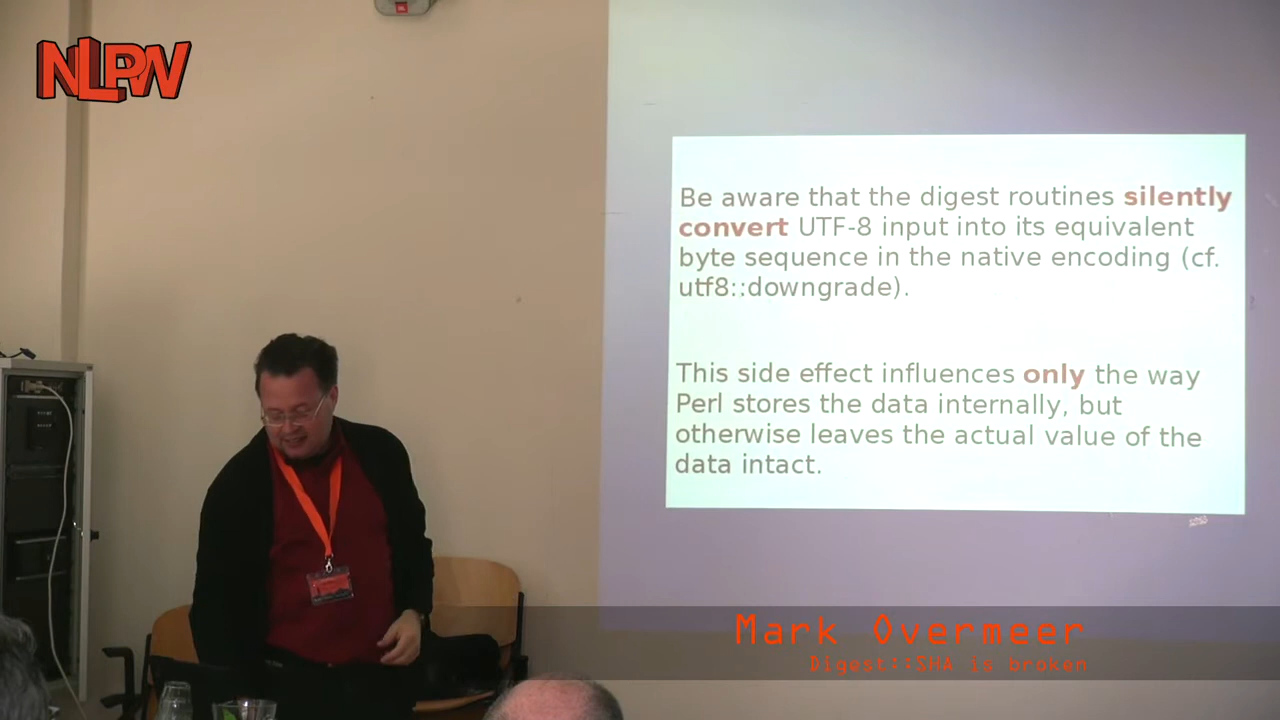 NLPW
Be aware that the digest routines silently
convert UTF-8 input into its equivalent
byte sequence in the native encoding (cf.
utf8::downgrade).
This side effect influences only the way
Perl stores the data internally, but
otherwise leaves the actual value of the
data intact.
Mark Overmeer
Digest::SHA is broken